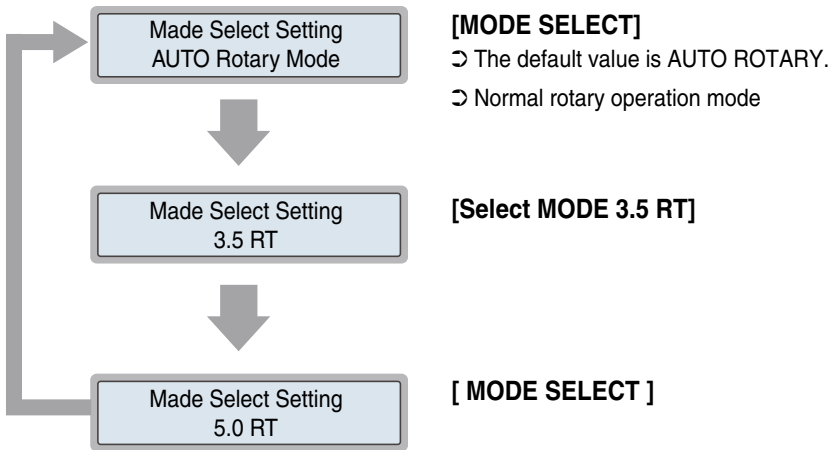 Made Select Setting
AUTO Rotary Mode
[MODE SELECT]
➲ The default value is AUTO ROTARY.
➲ Normal rotary operation mode
Made Select Setting
3.5 RT
[Select MODE 3.5 RT]
Made Select Setting
5.0 RT
[ MODE SELECT ]